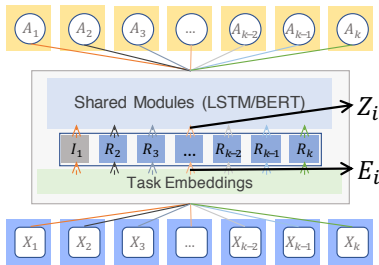 A₁ A₂ A₃ ... Aₖ₋₂ Aₖ₋₁ Aₖ
Shared Modules (LSTM/BERT) Zᵢ
I₁ R₂ R₃ ... Rₖ₋₂ Rₖ₋₁ Rₖ
Task Embeddings Eᵢ
X₁ X₂ X₃ ... Xₖ₋₂ Xₖ₋₁ Xₖ